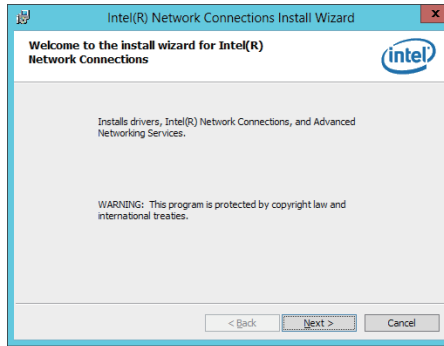 Intel(R) Network Connections Install Wizard
x
Welcome to the install wizard for Intel(R)
Network Connections
intel
Installs drivers, Intel(R) Network Connections, and Advanced
Networking Services.
WARNING: This program is protected by copyright law and
international treaties.
< Back
Next >
Cancel